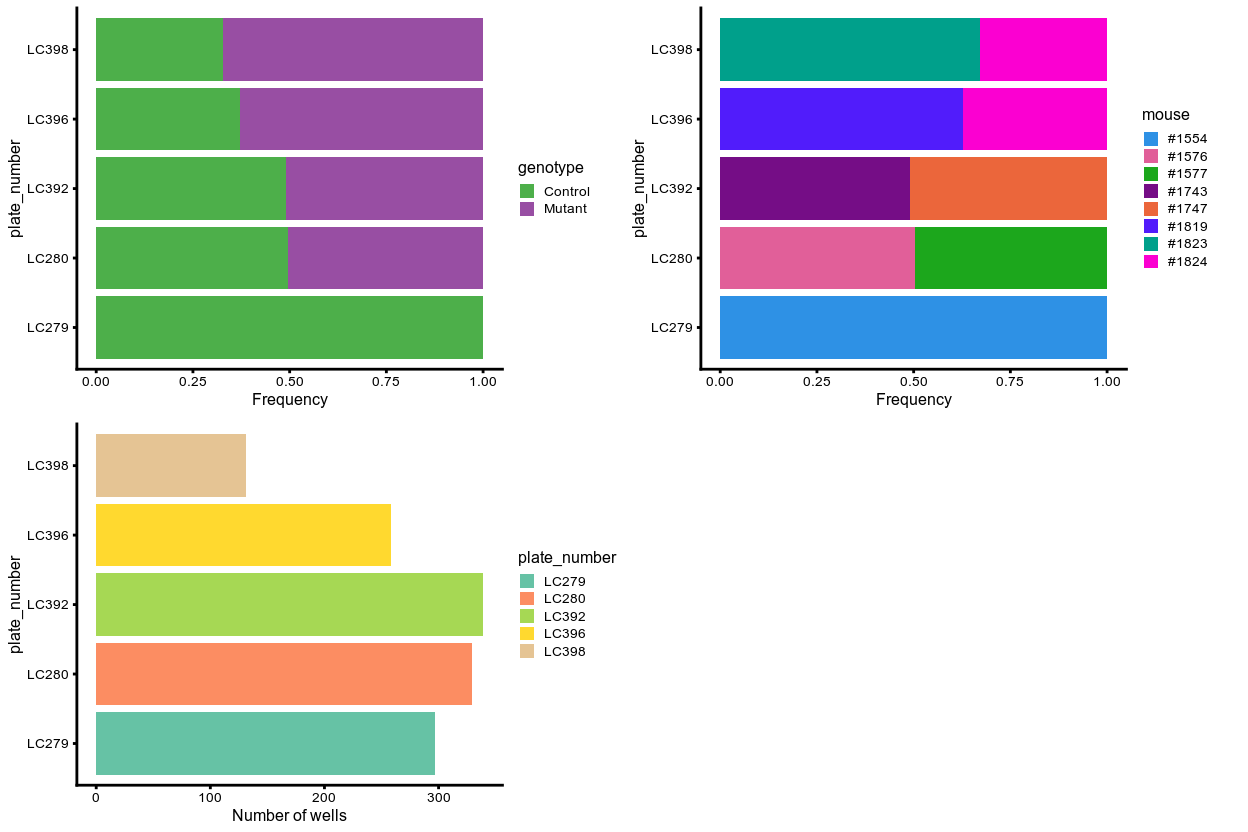 LC398
LC396
LC392
LC280
LC279
plate_number
0.00 0.25 0.50 0.75 1.00
Frequency
genotype
Control
Mutant
LC398
LC396
LC392
LC280
LC279
plate_number
0.00 0.25 0.50 0.75 1.00
Frequency
mouse
#1554
#1576
#1577
#1743
#1747
#1819
#1823
#1824
LC398
LC396
LC392
LC280
LC279
plate_number
0 100 200 300
Number of wells
plate_number
LC279
LC280
LC392
LC396
LC398